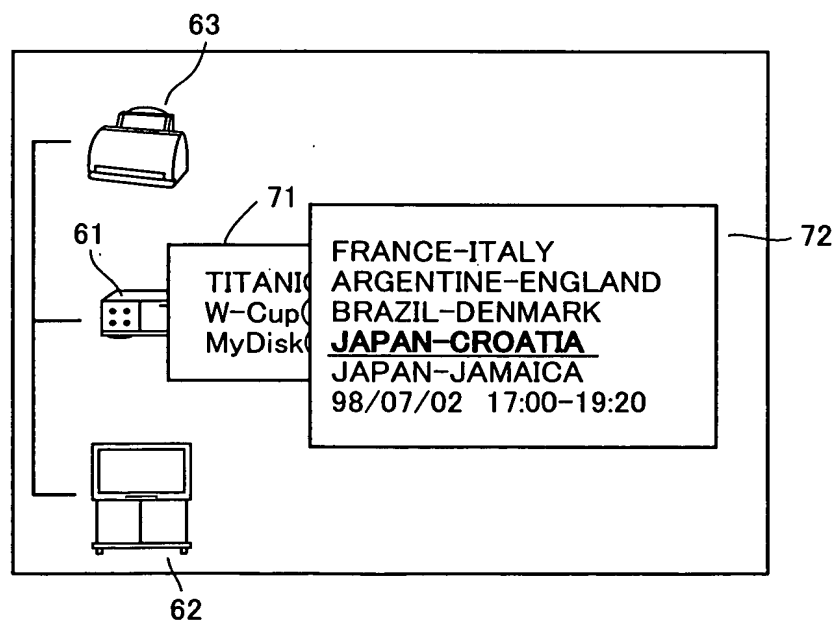 63
71
61
72
TITANIC
W-Cup(
MyDisk(
FRANCE-ITALY
ARGENTINE-ENGLAND
BRAZIL-DENMARK
JAPAN-CROATIA
JAPAN-JAMAICA
98/07/02 17:00-19:20
62